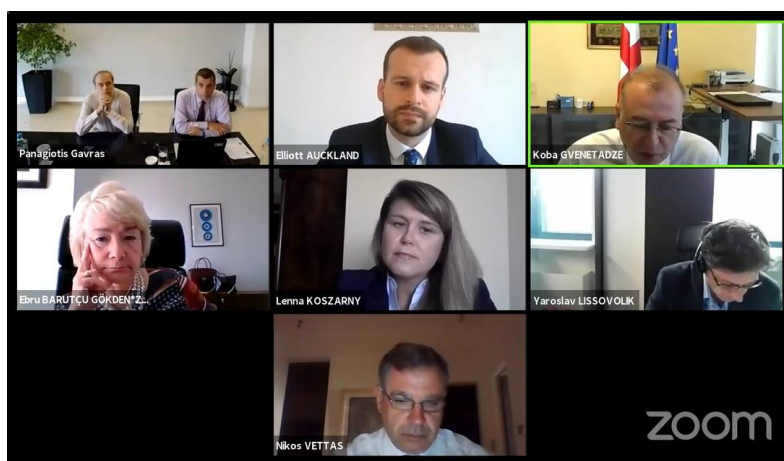 Panagiotis Gavras
Elliott AUCKLAND
Koba GVENETADZE
Ebru BARUTÇU GÖKDEN*Z...
Lenna KOSZARNY
Yaroslav LISSOVOLIK
Nikos VETTAS
zoom